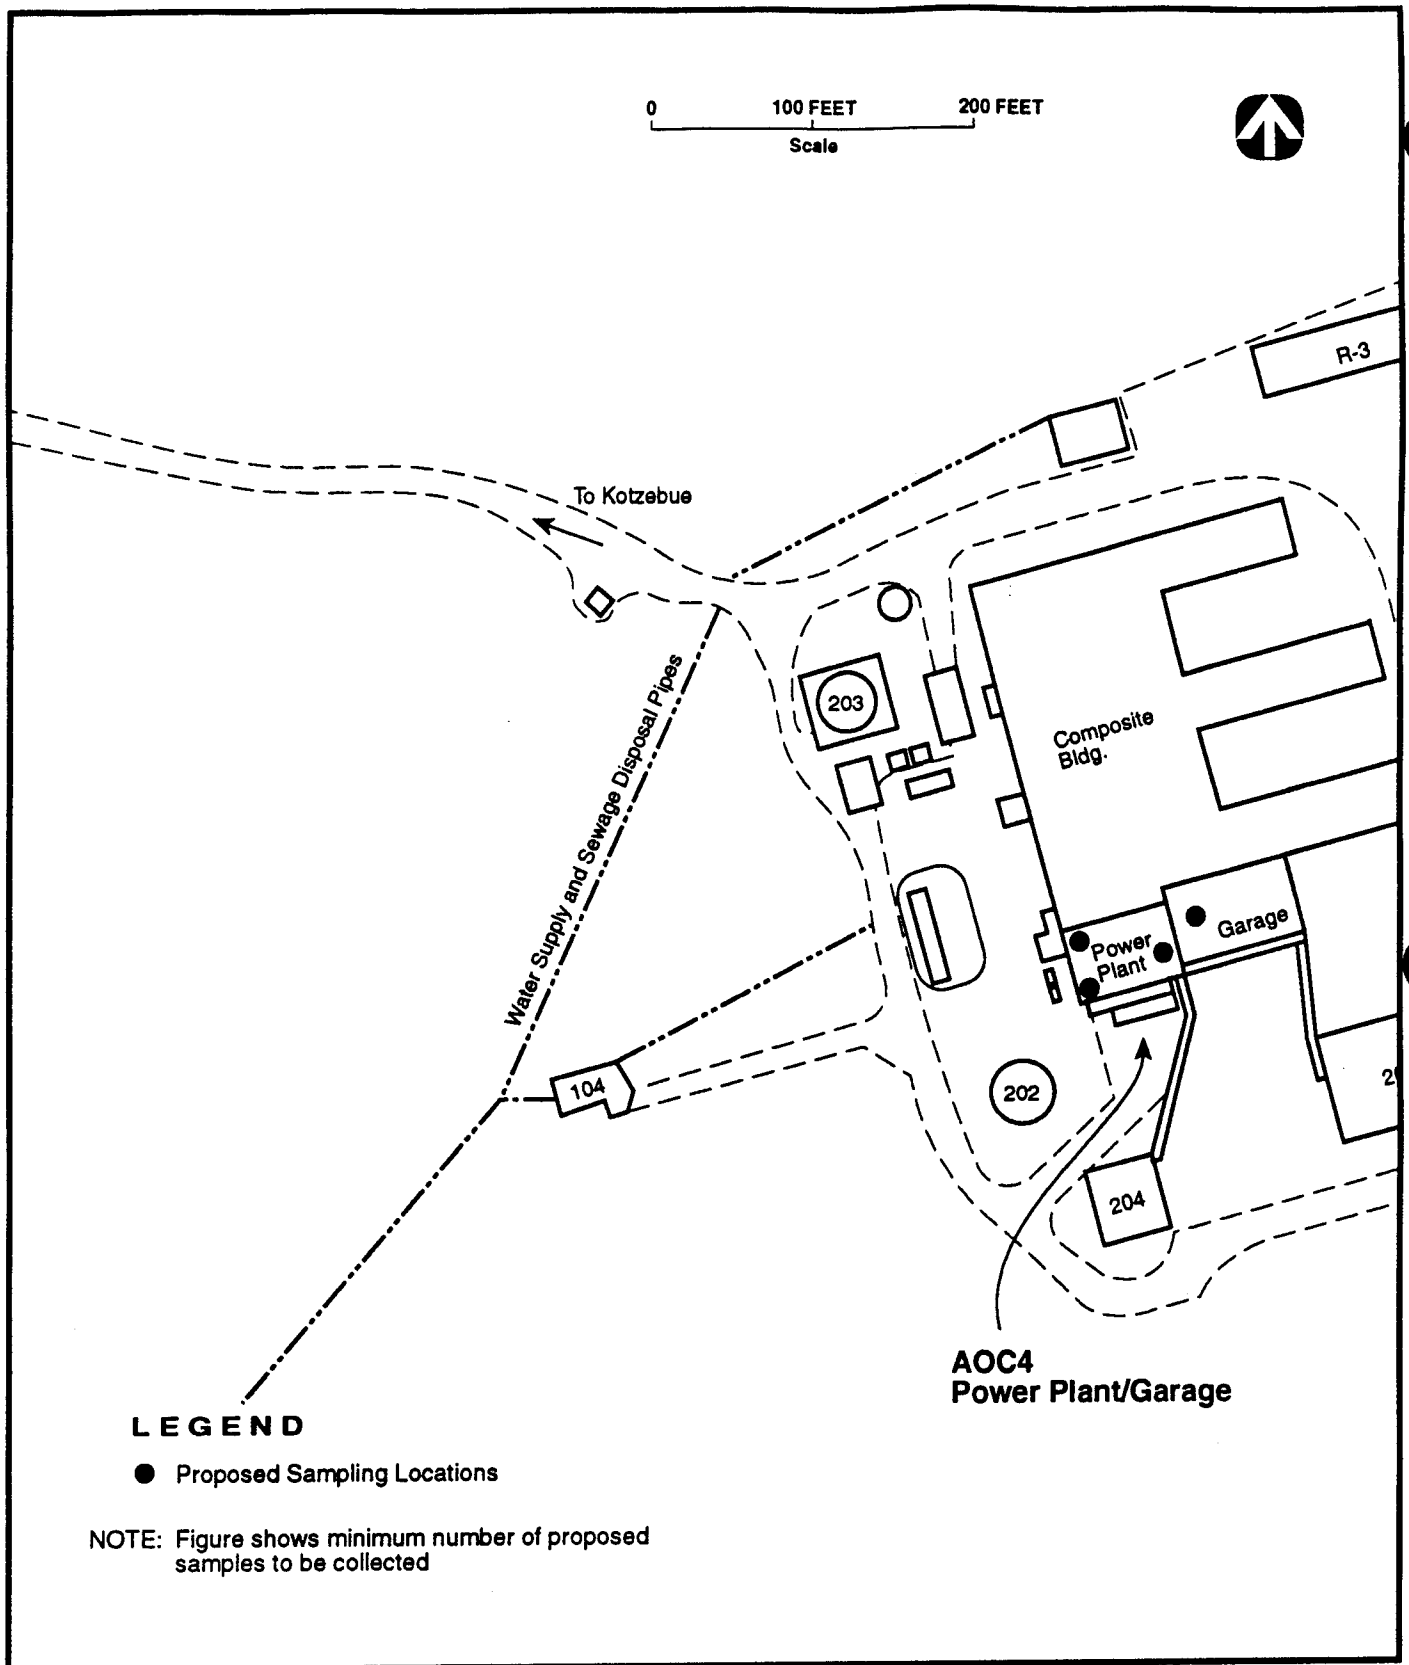 0 100 FEET 200 FEET
Scale
R-3
To Kotzebue
203
Composite
Bldg.
Water Supply and Sewage Disposal Pipes
Garage
Power
Plant
104
202
204
AOC4
Power Plant/Garage
LEGEND
Proposed Sampling Locations
NOTE: Figure shows minimum number of proposed
samples to be collected